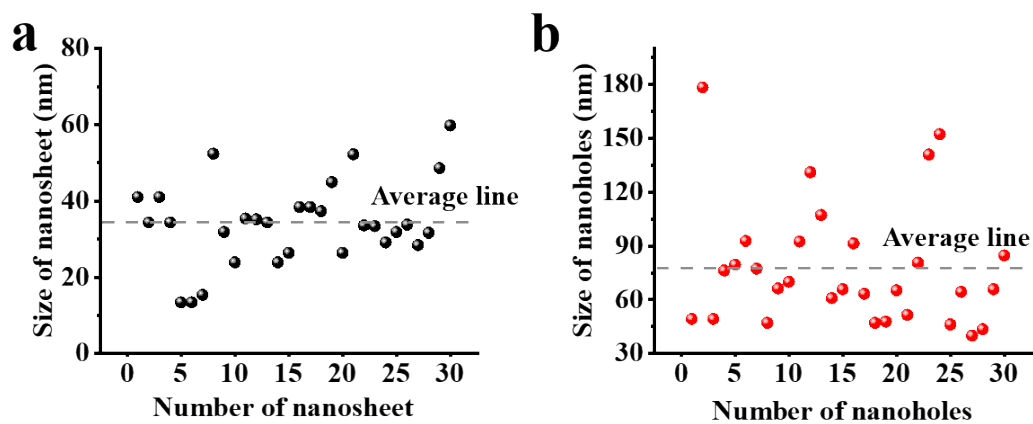 a
80
60
40
20
0
Size of nanosheet (nm)
Average line
0 5 10 15 20 25 30
Number of nanosheet
b
180
150
120
90
60
30
Size of nanoholes (nm)
Average line
0 5 10 15 20 25 30
Number of nanoholes